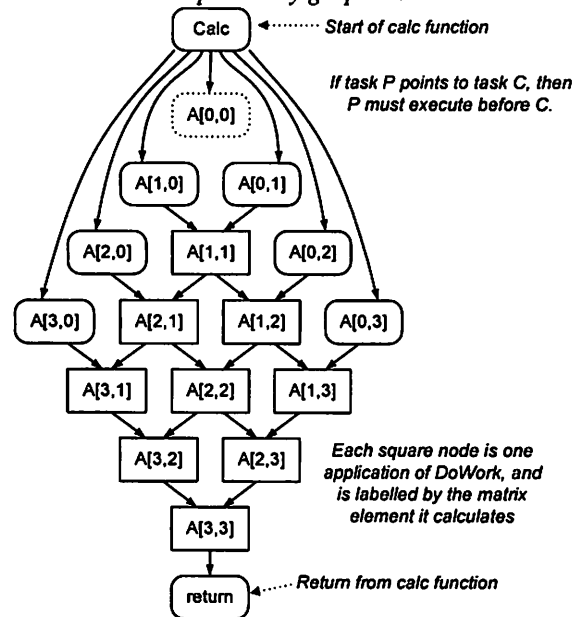 Calc
Start of calc function
If task P points to task C, then
P must execute before C.
A[0,0]
A[1,0]
A[0,1]
A[2,0]
A[1,1]
A[0,2]
A[3,0]
A[2,1]
A[1,2]
A[0,3]
A[3,1]
A[2,2]
A[1,3]
A[3,2]
A[2,3]
Each square node is one
application of DoWork, and
is labelled by the matrix
element it calculates
A[3,3]
return
Return from calc function